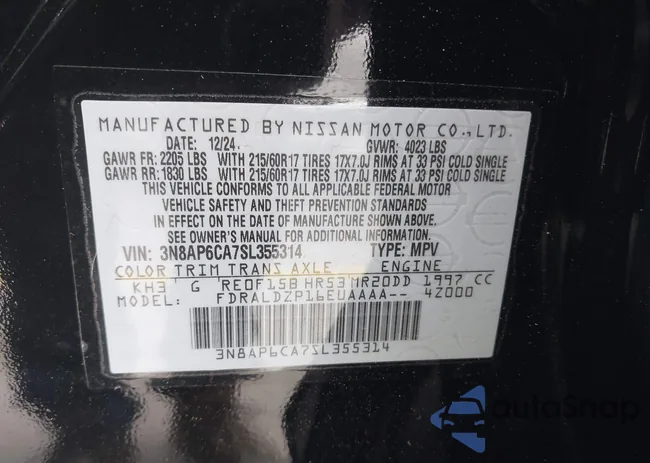 MANUFACTURED BY NISSAN MOTOR CO., LTD.
DATE: 12/24 GVWR: 4023 LBS
GAWR FR: 2205 LBS WITH 215/60R17 TIRES 17X7.0J RIMS AT 33 PSI COLD SINGLE
GAWR RR: 1830 LBS WITH 215/60R17 TIRES 17X7.0J RIMS AT 33 PSI COLD SINGLE
THIS VEHICLE CONFORMS TO ALL APPLICABLE FEDERAL MOTOR
VEHICLE SAFETY AND THEFT PREVENTION STANDARDS
IN EFFECT ON THE DATE OF MANUFACTURE SHOWN ABOVE.
SEE OWNER'S MANUAL FOR ADDITIONAL INFORMATION.
VIN: 3N8AP6CA7SL355314 TYPE: MPV
COLOR TRIM TRANS AXLE ENGINE
KH3 G RE0F15B HR53 MR20DD 1997 CC
MODEL: FDRALDZP16EUAAAA-- 4Z000
3N8AP6CA7SL355314
autoSnap